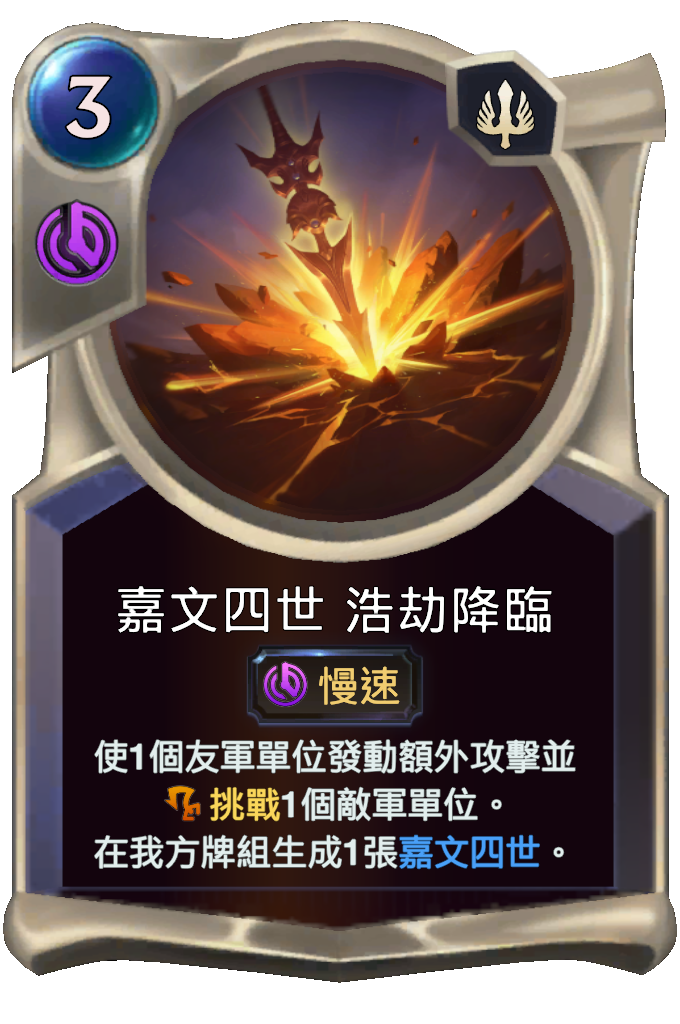 3
嘉文四世 浩劫降臨
慢速
使1個友軍單位發動額外攻擊並
挑戰1個敵軍單位。
在我方牌組生成1張嘉文四世。